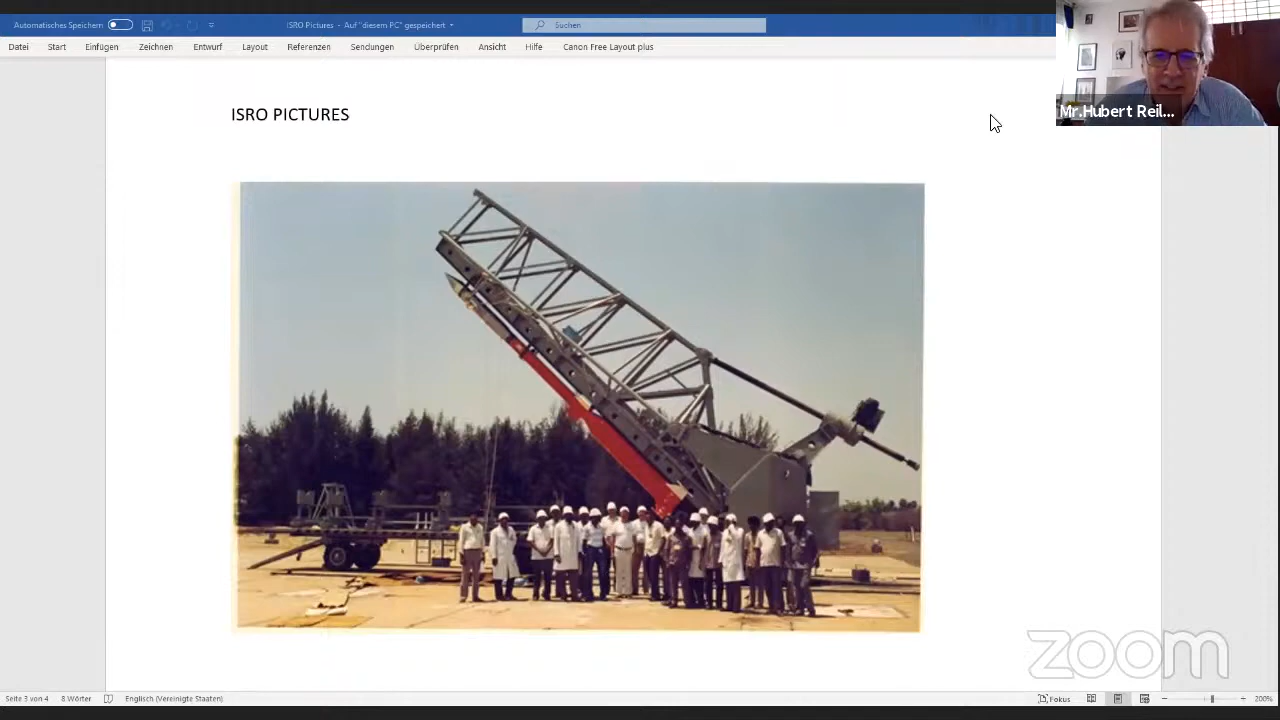 Automatisches Speichern
ISRO Pictures - Auf "diesem PC" gespeichert
Suchen
Datei Start Einfügen Zeichnen Entwurf Layout Referenzen Sendungen Überprüfen Ansicht Hilfe Canon Free Layout plus
Mr.Hubert Reil...
ISRO PICTURES
zoom
Seite 3 von 4 8 Wörter Englisch (Vereinigte Staaten) Fokus 200%